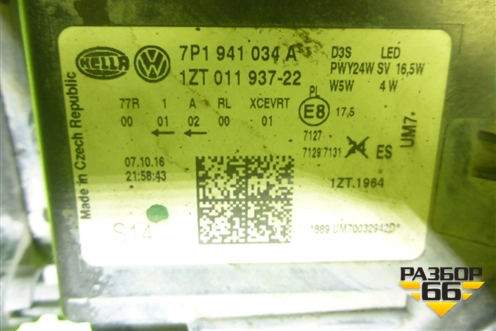 HELLA
7P1 941 034 A
1ZT 011 937-22
D3S LED
PWY24W SV 16,5W
W5W 4 W
77R 1 A RL XCEVRT
00 01 02 00 01
PL
E8 17,5
7127
7129 7131 ES
UM7
07.10.16
21:58:43
1ZT.1964
S14
*889 UM70032942D*
Made in Czech Republic
РАЗБОР
66